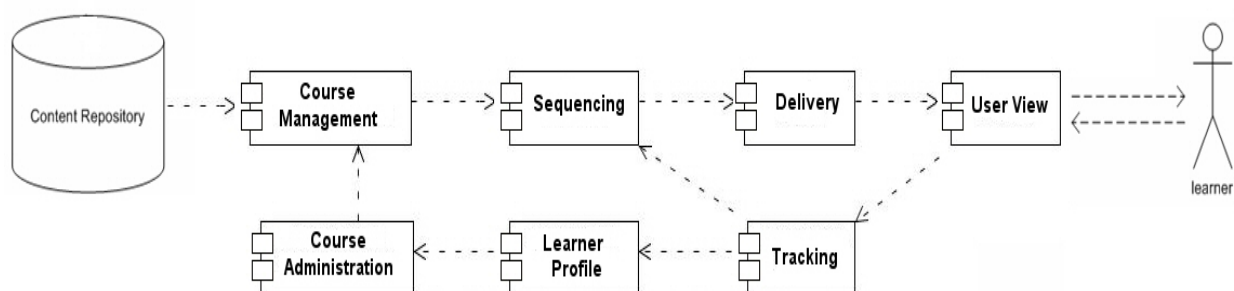 Content Repository
Course
Management
Sequencing
Delivery
User View
learner
Course
Administration
Learner
Profile
Tracking